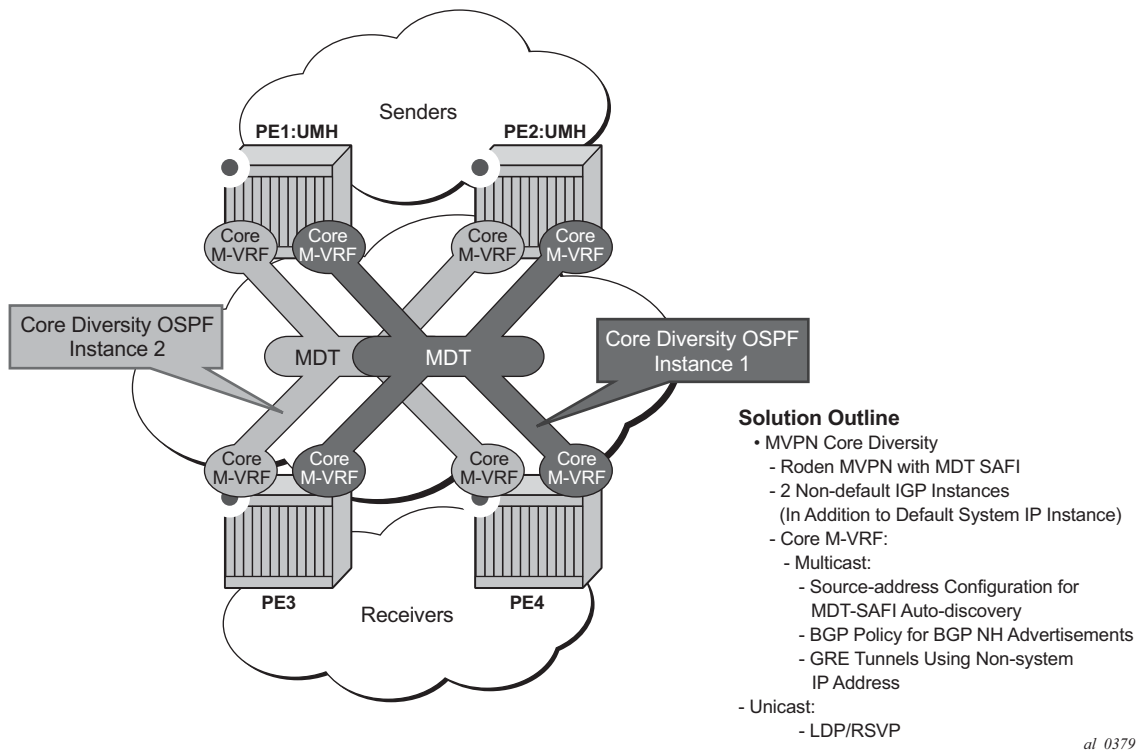 Senders
PE1:UMH
PE2:UMH
Core
M-VRF
Core
M-VRF
Core
M-VRF
Core
M-VRF
Core Diversity OSPF
Instance 2
MDT
MDT
Core Diversity OSPF
Instance 1
Core
M-VRF
Core
M-VRF
Core
M-VRF
Core
M-VRF
PE3
PE4
Receivers
Solution Outline
• MVPN Core Diversity
- Roden MVPN with MDT SAFI
- 2 Non-default IGP Instances
(In Addition to Default System IP Instance)
- Core M-VRF:
- Multicast:
- Source-address Configuration for
MDT-SAFI Auto-discovery
- BGP Policy for BGP NH Advertisements
- GRE Tunnels Using Non-system
IP Address
- Unicast:
- LDP/RSVP
al_0379